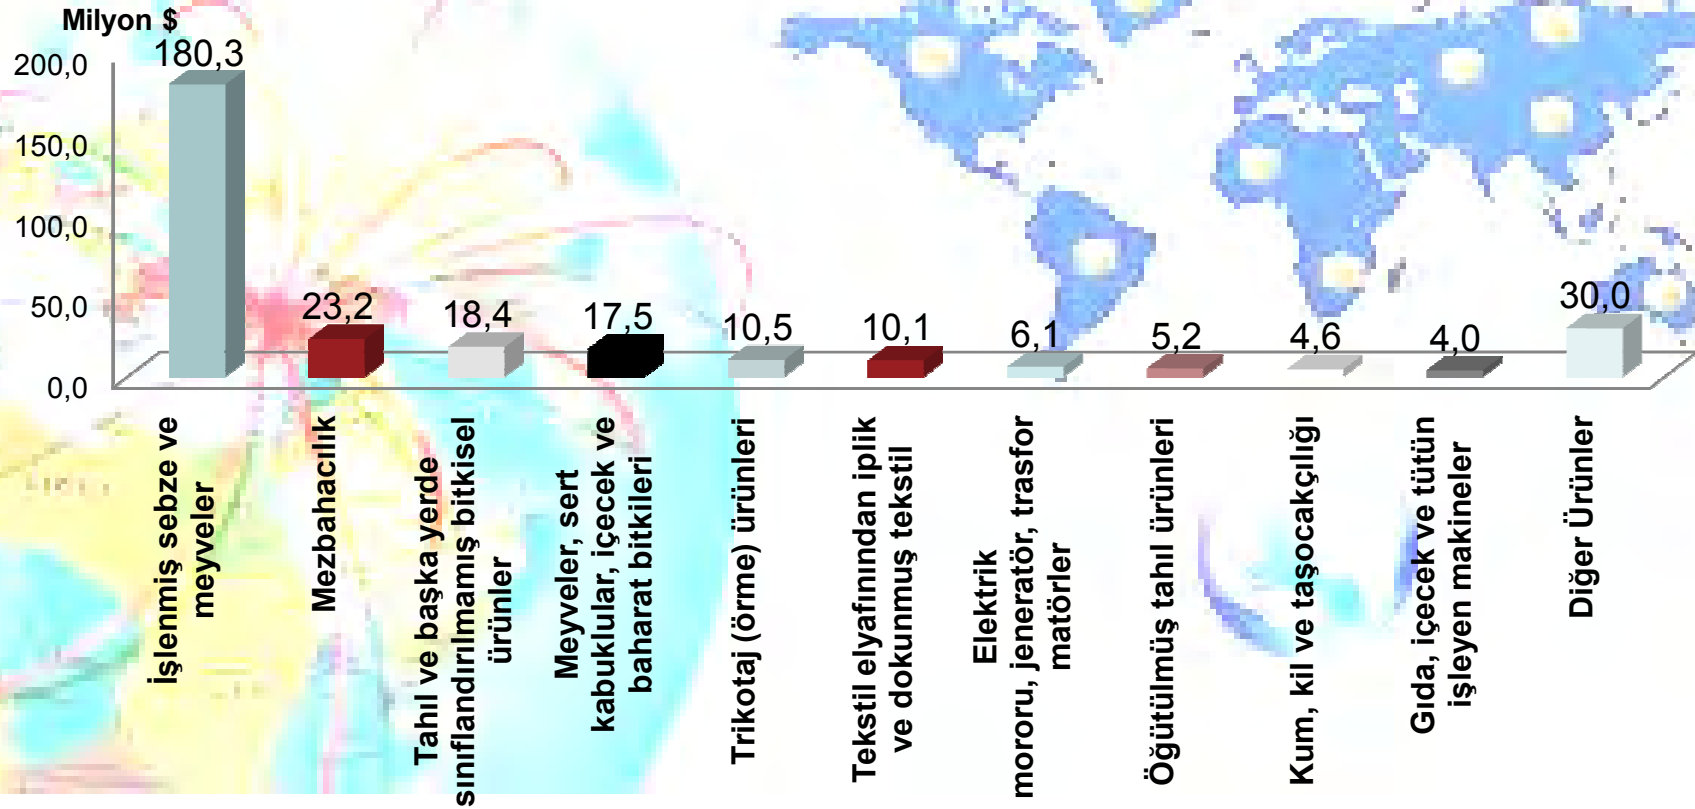 Milyon $
200,0
150,0
100,0
50,0
0,0
180,3
23,2
18,4
17,5
10,5
10,1
6,1
5,2
4,6
4,0
30,0
İşlenmiş sebze ve
meyveler
Mezbahacılık
Tahıl ve başka yerde
sınıflandırılmamış bitkisel
ürünler
Meyveler, sert
kabuklular, içecek ve
baharat bitkileri
Trikotaj (örme) ürünleri
Tekstil elyafınından iplik
ve dokunmuş tekstil
Elektrik
mororu, jeneratör, trasfor
matörler
Öğütülmüş tahıl ürünleri
Kum, kil ve taşocakçılığı
Gıda, içecek ve tütün
işleyen makineler
Diğer Ürünler